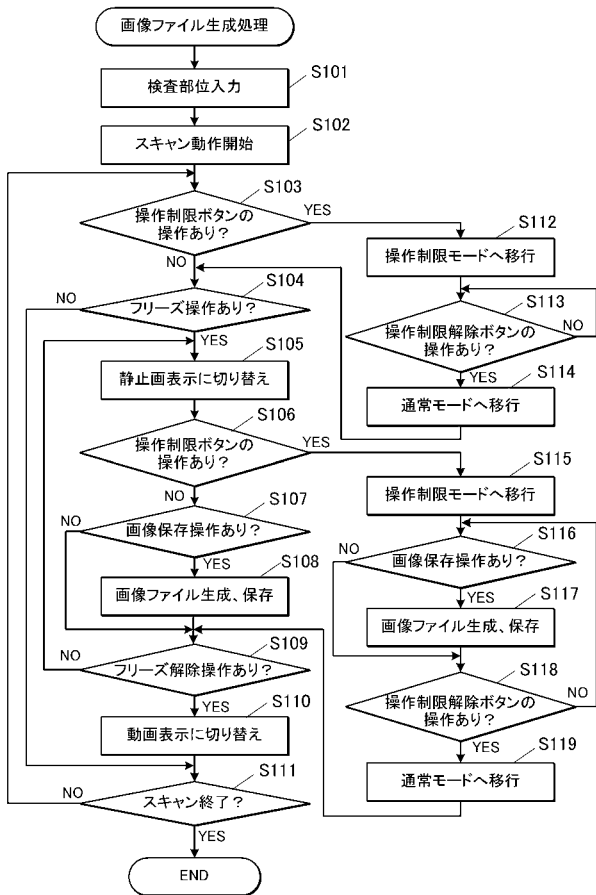 画像ファイル生成処理
S101
検査部位入力
S102
スキャン動作開始
S103
操作制限ボタンの
操作あり？
YES
NO
S112
操作制限モードへ移行
S104
フリーズ操作あり？
NO
YES
S113
操作制限解除ボタンの
操作あり？
NO
YES
S105
静止画表示に切り替え
S114
通常モードへ移行
S106
操作制限ボタンの
操作あり？
YES
NO
S115
操作制限モードへ移行
S107
画像保存操作あり？
NO
YES
S116
画像保存操作あり？
NO
YES
S108
画像ファイル生成、保存
S117
画像ファイル生成、保存
S109
フリーズ解除操作あり？
NO
YES
S118
操作制限解除ボタンの
操作あり？
NO
YES
S110
動画表示に切り替え
S119
通常モードへ移行
S111
スキャン終了？
NO
YES
END